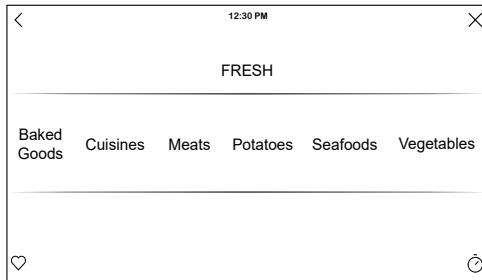 12:30 PM
FRESH
Baked
Goods
Cuisines
Meats
Potatoes
Seafoods
Vegetables